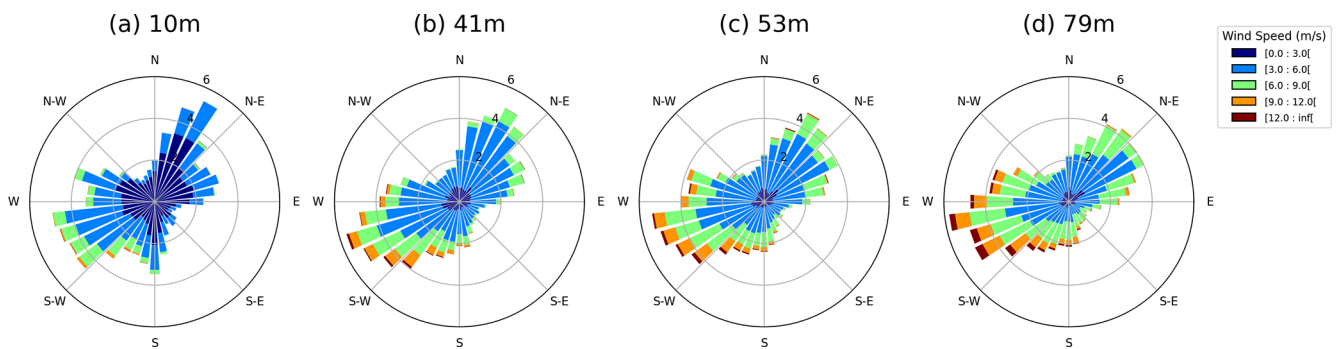 (a) 10m
N
N-E
E
S-E
S
S-W
W
N-W
2
4
6
(b) 41m
N
N-E
E
S-E
S
S-W
W
N-W
2
4
6
(c) 53m
N
N-E
E
S-E
S
S-W
W
N-W
2
4
6
(d) 79m
N
N-E
E
S-E
S
S-W
W
N-W
2
4
6
Wind Speed (m/s)
[0.0 : 3.0[
[3.0 : 6.0[
[6.0 : 9.0[
[9.0 : 12.0[
[12.0 : inf[